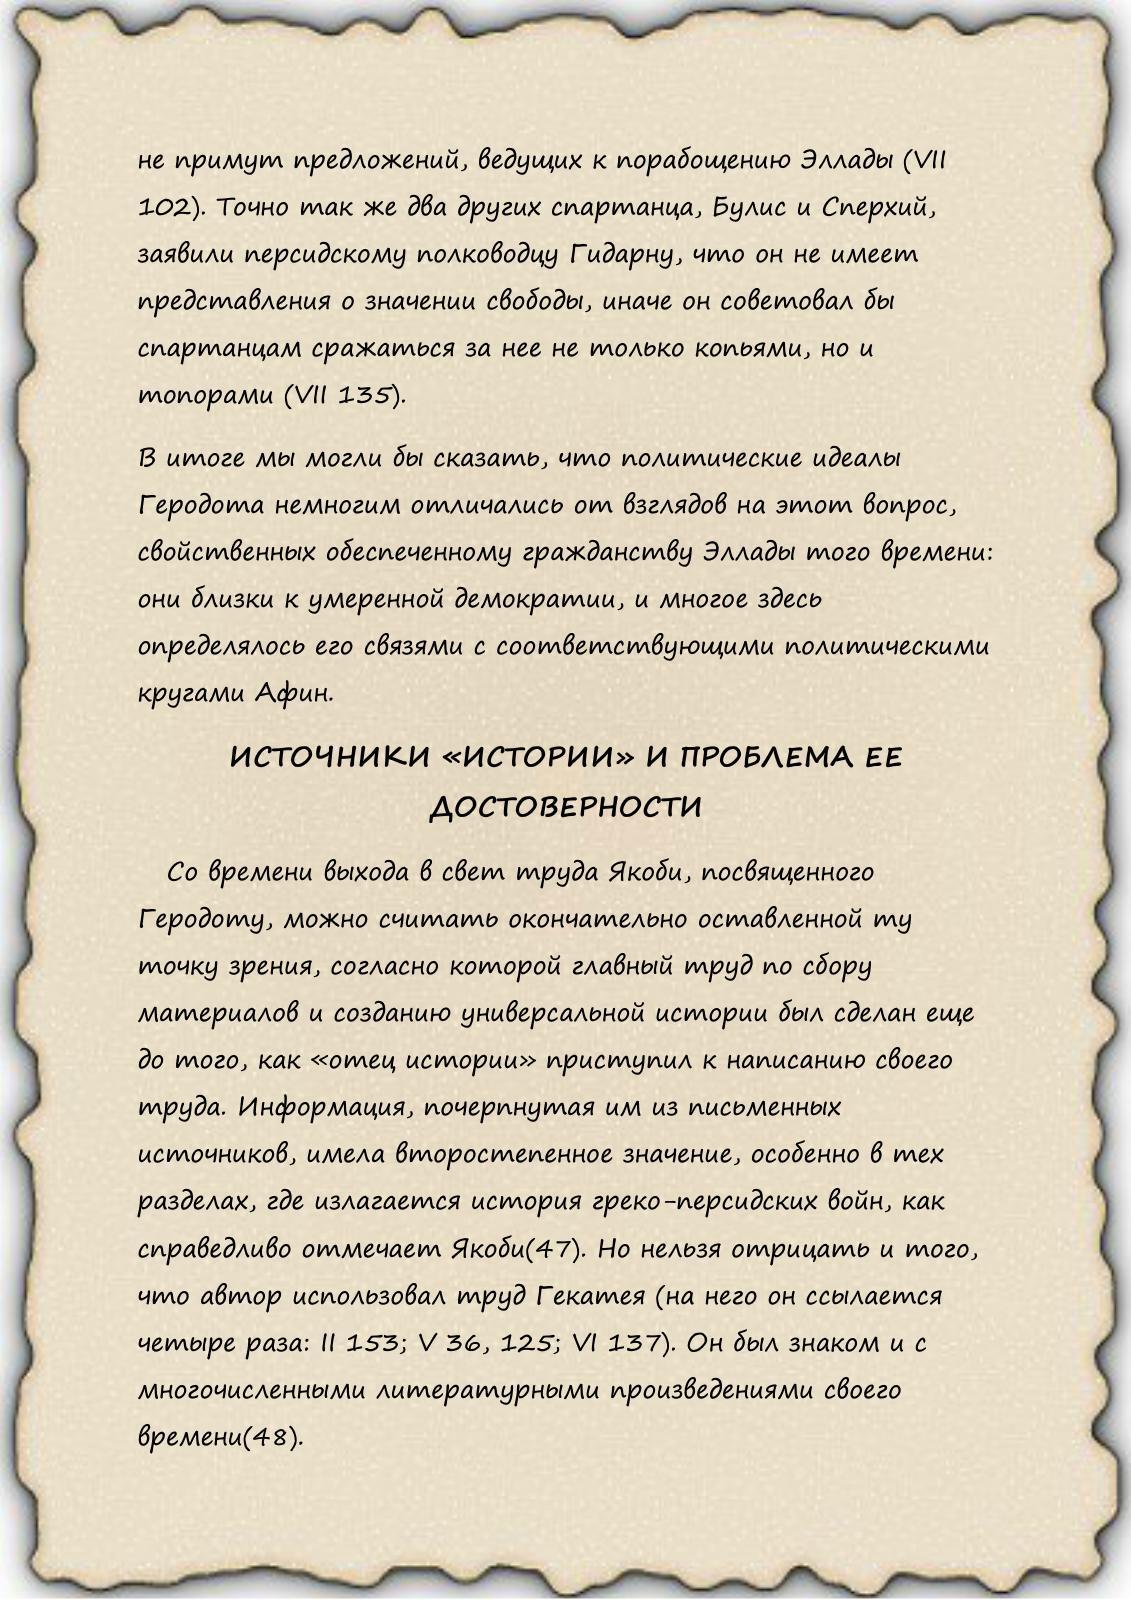 не примут предложений, ведущих к порабощению Эллады (VII
102). Точно так же два других спартанца, Булис и Сперхий,
заявили персидскому полководцу Гидарну, что он не имеет
представления о значении свободы, иначе он советовал бы
спартанцам сражаться за нее не только копьями, но и
топорами (VII 135).
В итоге мы могли бы сказать, что политические идеалы
Геродота немногим отличались от взглядов на этот вопрос,
свойственных обеспеченному гражданству Эллады того времени:
они близки к умеренной демократии, и многое здесь
определялось его связями с соответствующими политическими
кругами Афин.
ИСТОЧНИКИ «ИСТОРИИ» И ПРОБЛЕМА ЕЕ
ДОСТОВЕРНОСТИ
Со времени выхода в свет труда Якоби, посвященного
Геродоту, можно считать окончательно оставленной ту
точку зрения, согласно которой главный труд по сбору
материалов и созданию универсальной истории был сделан еще
до того, как «отец истории» приступил к написанию своего
труда. Информация, почерпнутая им из письменных
источников, имела второстепенное значение, особенно в тех
разделах, где излагается история греко-персидских войн, как
справедливо отмечает Якоби(47). Но нельзя отрицать и того,
что автор использовал труд Гекатея (на него он ссылается
четыре раза: II 153; V 36, 125; VI 137). Он был знаком и с
многочисленными литературными произведениями своего
времени(48).